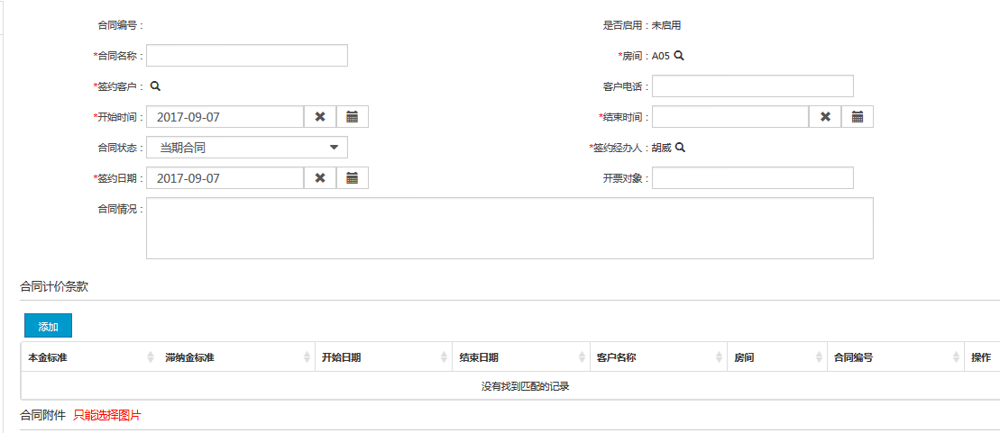 合同编号： 是否启用：未启用
*合同名称： *房间：A05
*签约客户： 客户电话：
*开始时间： 2017-09-07 *结束时间：
合同状态： 当期合同 *签约经办人：胡威
*签约日期： 2017-09-07 开票对象：
合同情况：
合同计价条款
添加
本金标准 滞纳金标准 开始日期 结束日期 客户名称 房间 合同编号 操作
没有找到匹配的记录
合同附件 只能选择图片